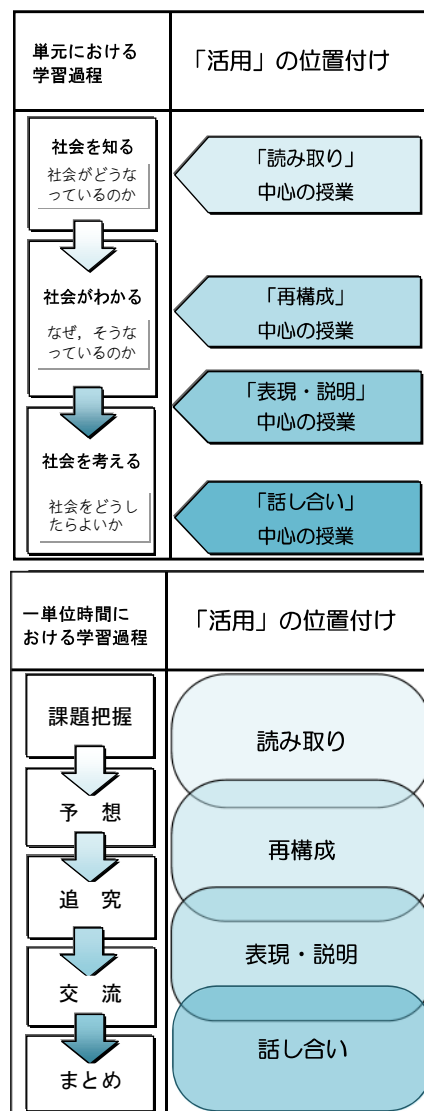 単元における
学習過程
「活用」の位置付け
社会を知る
社会がどうな
っているのか
「読み取り」
中心の授業
社会がわかる
なぜ，そうな
っているのか
「再構成」
中心の授業
「表現・説明」
中心の授業
社会を考える
社会をどうし
たらよいか
「話し合い」
中心の授業
一単位時間に
おける学習過程
「活用」の位置付け
課題把握
読み取り
予　想
再構成
追　究
表現・説明
交　流
話し合い
まとめ